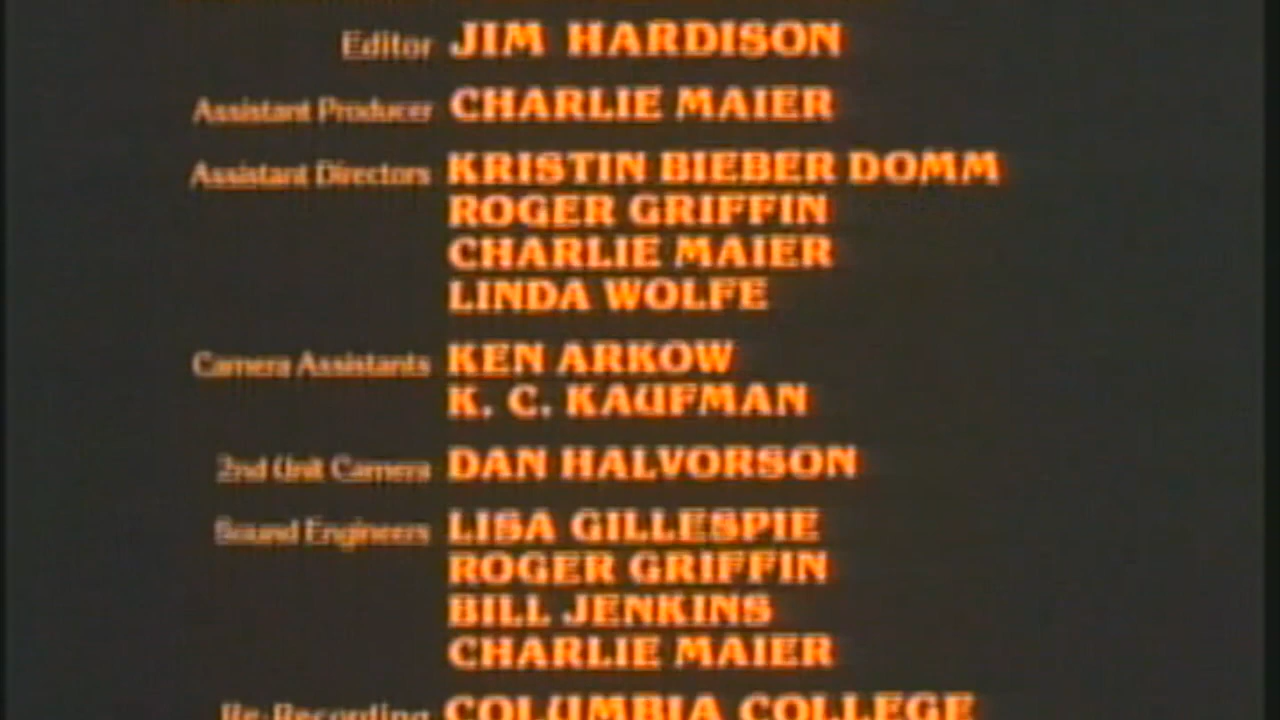 Editor JIM HARDISON
Assistant Producer CHARLIE MAIER
Assistant Directors KRISTIN BIEBER DOMM
ROGER GRIFFIN
CHARLIE MAIER
LINDA WOLFE
Camera Assistants KEN ARKOW
K. C. KAUFMAN
2nd Unit Camera DAN HALVORSON
Sound Engineers LISA GILLESPIE
ROGER GRIFFIN
BILL JENKINS
CHARLIE MAIER
Re-Recording COLUMBIA COLLEGE